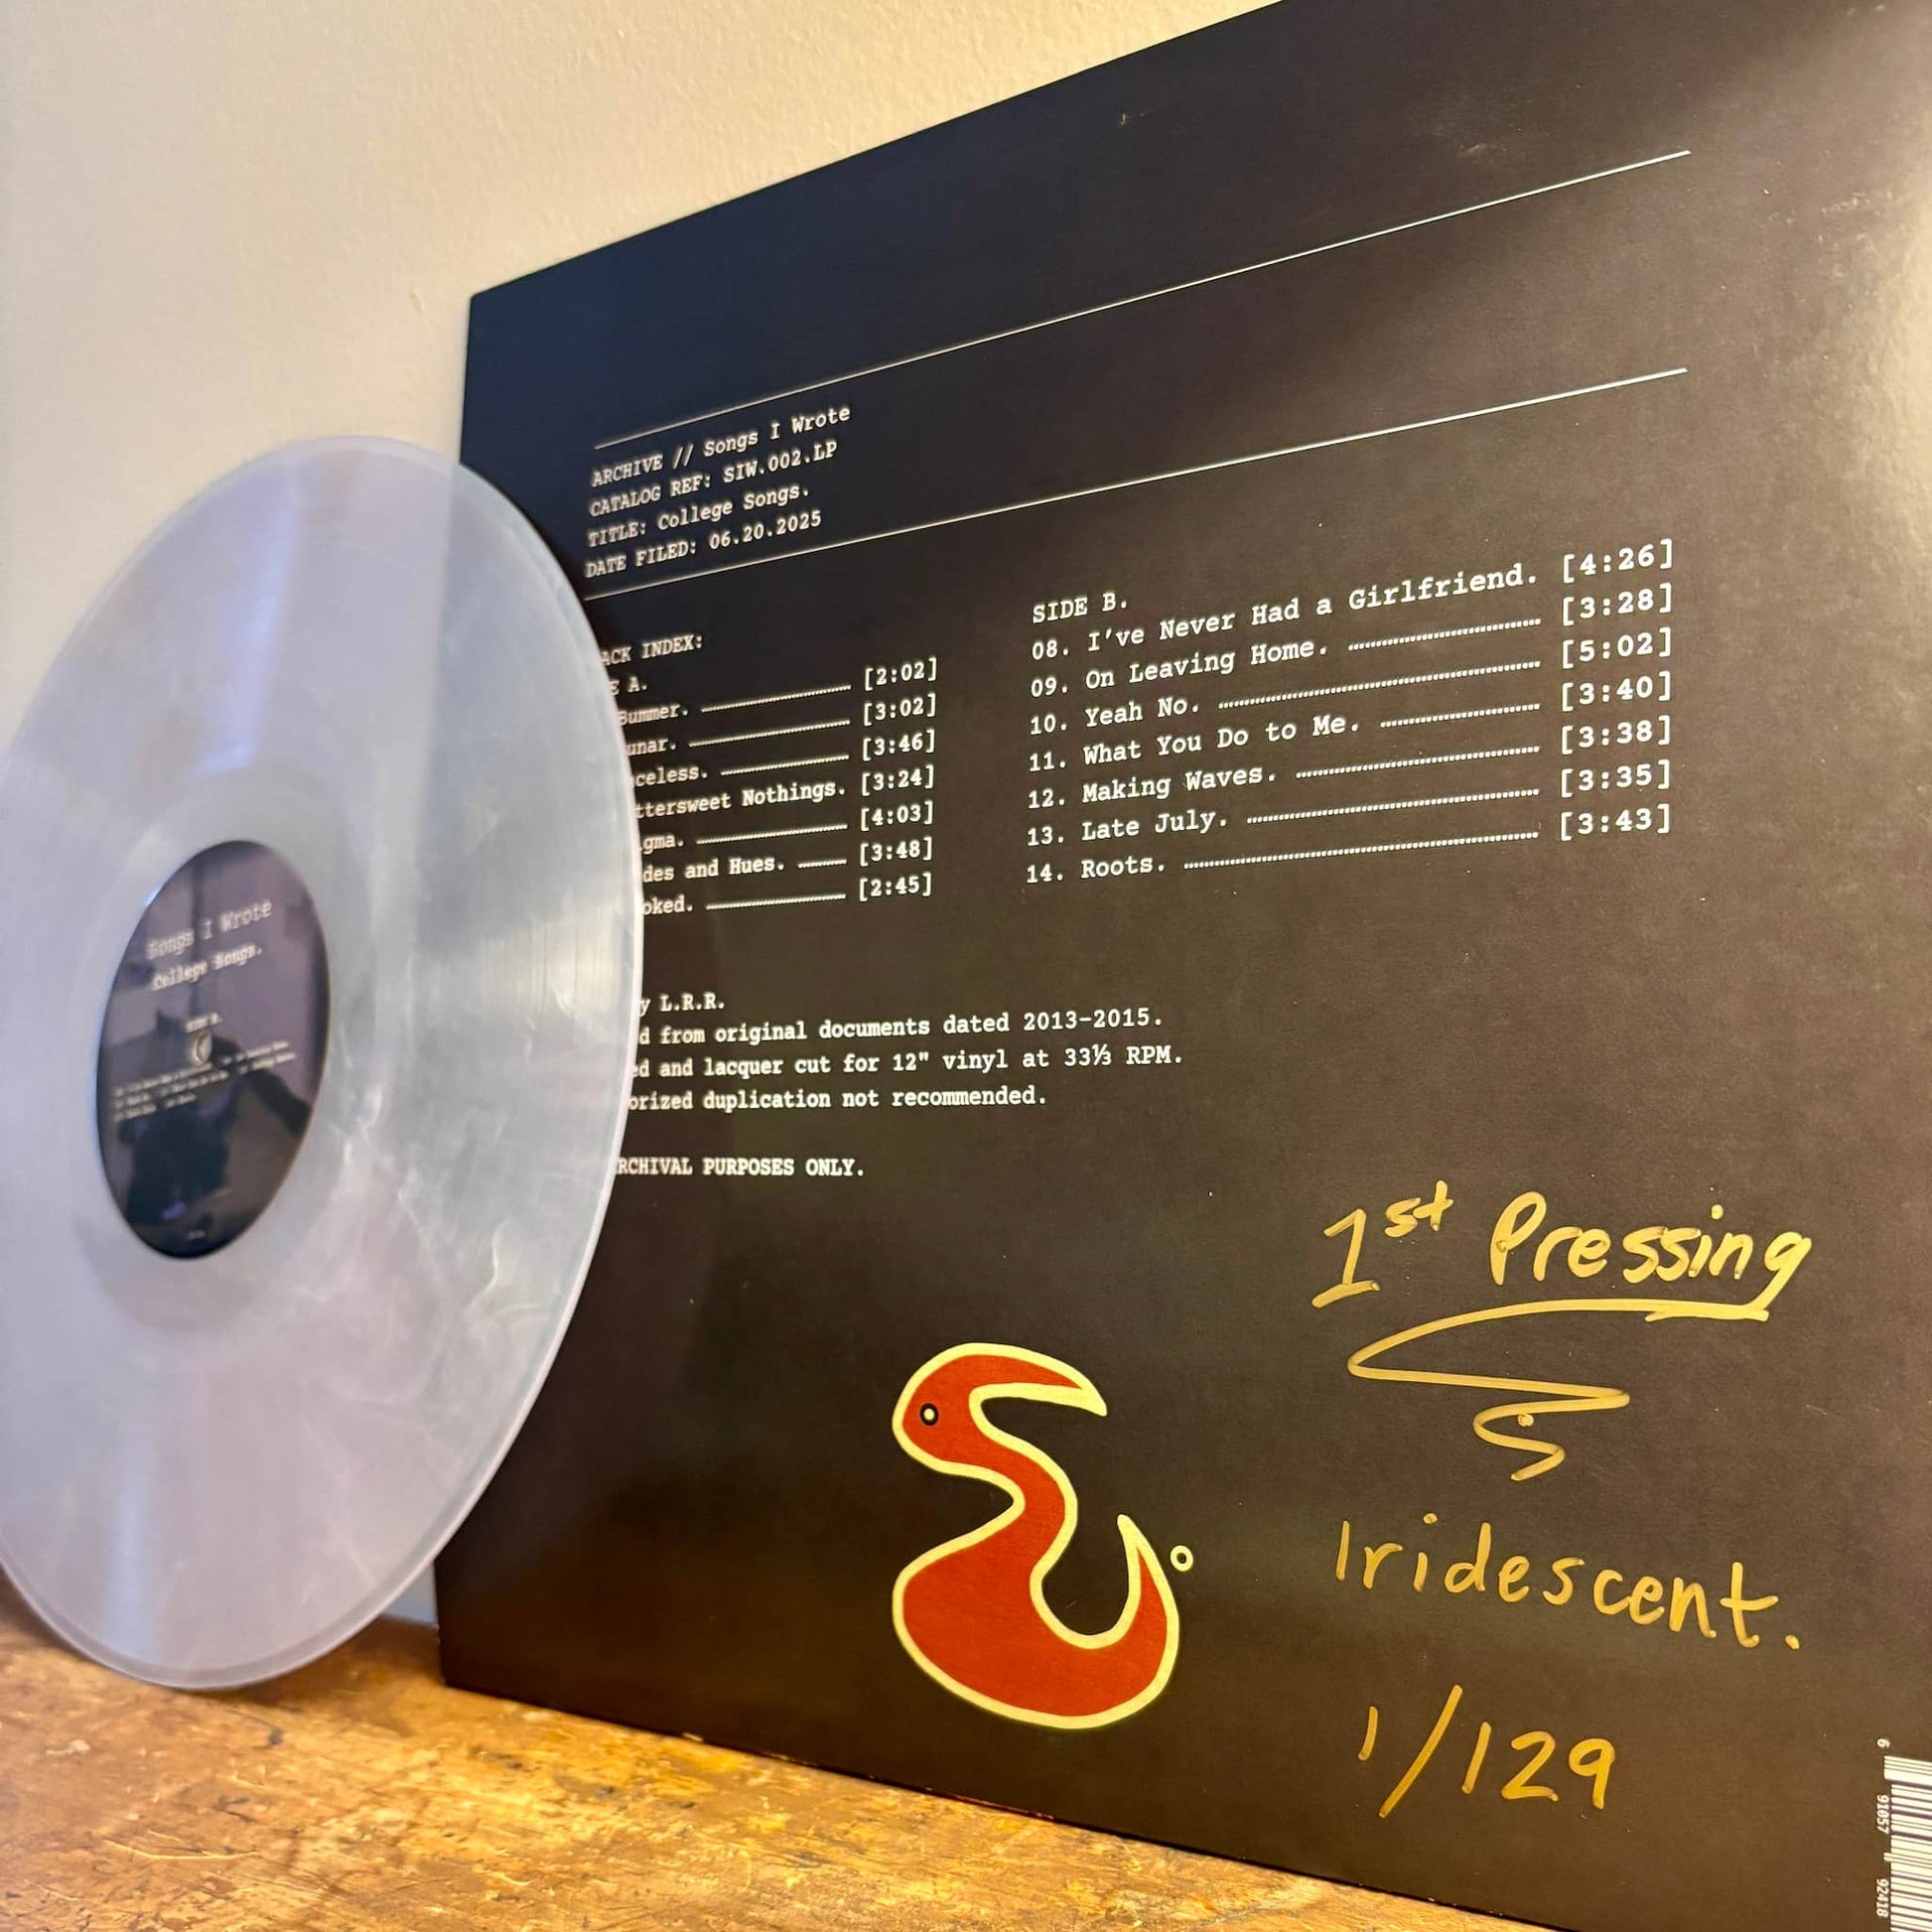 ARCHIVE // Songs I Wrote
CATALOG REF: SIW.002.LP
TITLE: College Songs.
DATE FILED: 06.20.2025
ACK INDEX:
E A.
Bummer. [2:02]
unar. [3:02]
celess. [3:46]
ttersweet Nothings. [3:24]
gma. [4:03]
des and Hues. [3:48]
oked. [2:45]
SIDE B.
08. I've Never Had a Girlfriend. [4:26]
09. On Leaving Home. [3:28]
10. Yeah No. [5:02]
11. What You Do to Me. [3:40]
12. Making Waves. [3:38]
13. Late July. [3:35]
14. Roots. [3:43]
y L.R.R.
d from original documents dated 2013-2015.
ed and lacquer cut for 12" vinyl at 33⅓ RPM.
orized duplication not recommended.
RCHIVAL PURPOSES ONLY.
1st Pressing
Iridescent.
1/129
Songs I Wrote
College Songs.
SIDE B.
6 91057 92418